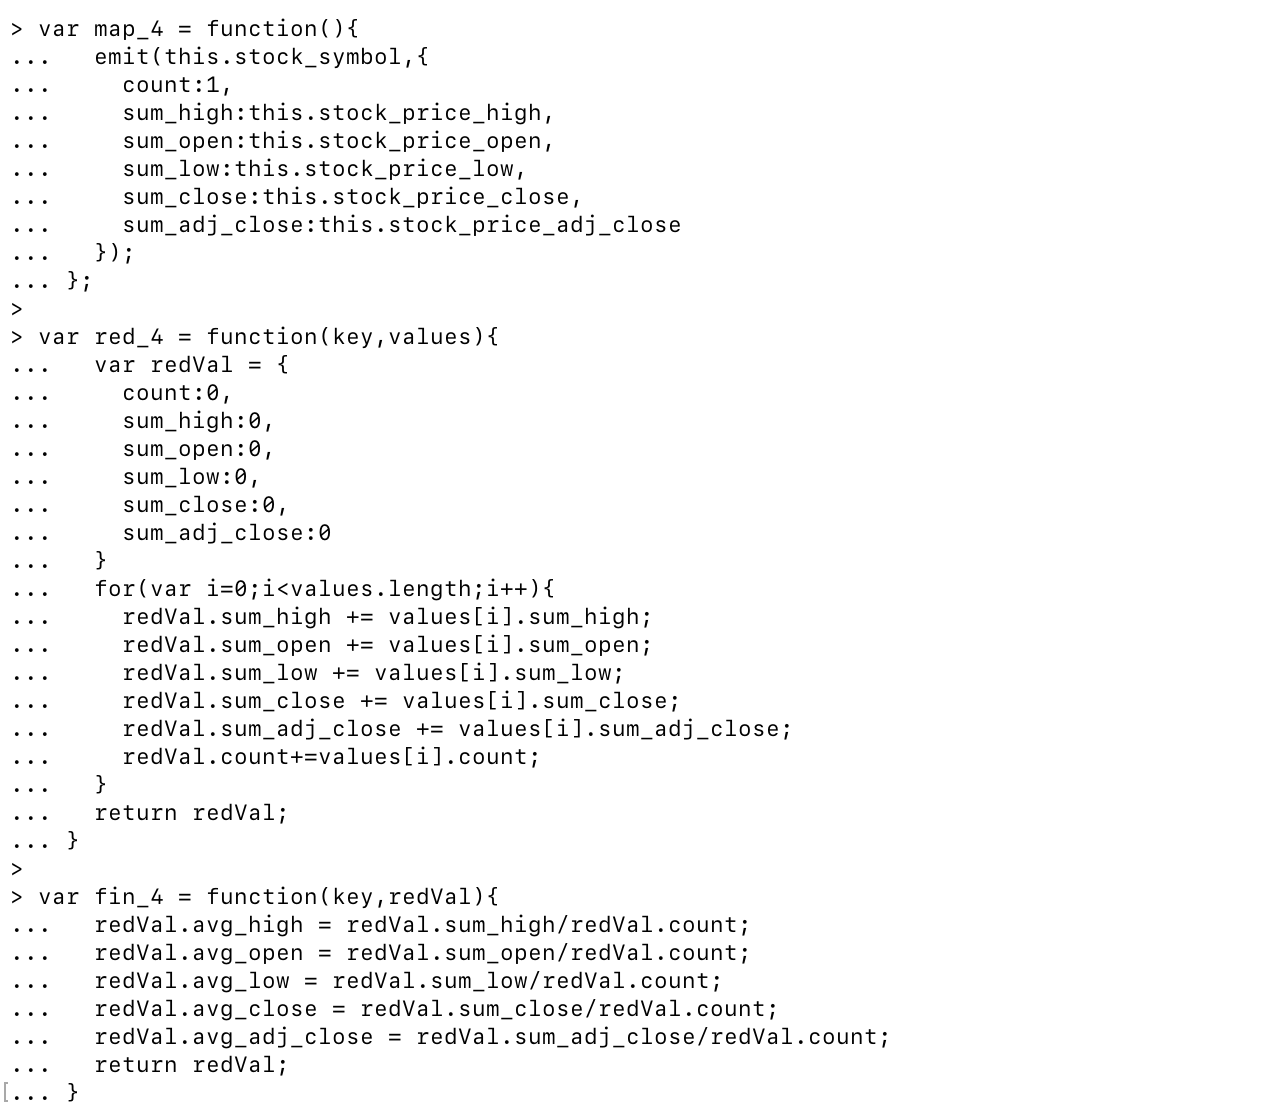 > var map_4 = function(){
...   emit(this.stock_symbol,{
...     count:1,
...     sum_high:this.stock_price_high,
...     sum_open:this.stock_price_open,
...     sum_low:this.stock_price_low,
...     sum_close:this.stock_price_close,
...     sum_adj_close:this.stock_price_adj_close
...   });
... };
>
> var red_4 = function(key,values){
...   var redVal = {
...     count:0,
...     sum_high:0,
...     sum_open:0,
...     sum_low:0,
...     sum_close:0,
...     sum_adj_close:0
...   }
...   for(var i=0;i<values.length;i++){
...     redVal.sum_high += values[i].sum_high;
...     redVal.sum_open += values[i].sum_open;
...     redVal.sum_low += values[i].sum_low;
...     redVal.sum_close += values[i].sum_close;
...     redVal.sum_adj_close += values[i].sum_adj_close;
...     redVal.count+=values[i].count;
...   }
...   return redVal;
... }
>
> var fin_4 = function(key,redVal){
...   redVal.avg_high = redVal.sum_high/redVal.count;
...   redVal.avg_open = redVal.sum_open/redVal.count;
...   redVal.avg_low = redVal.sum_low/redVal.count;
...   redVal.avg_close = redVal.sum_close/redVal.count;
...   redVal.avg_adj_close = redVal.sum_adj_close/redVal.count;
...   return redVal;
[... }